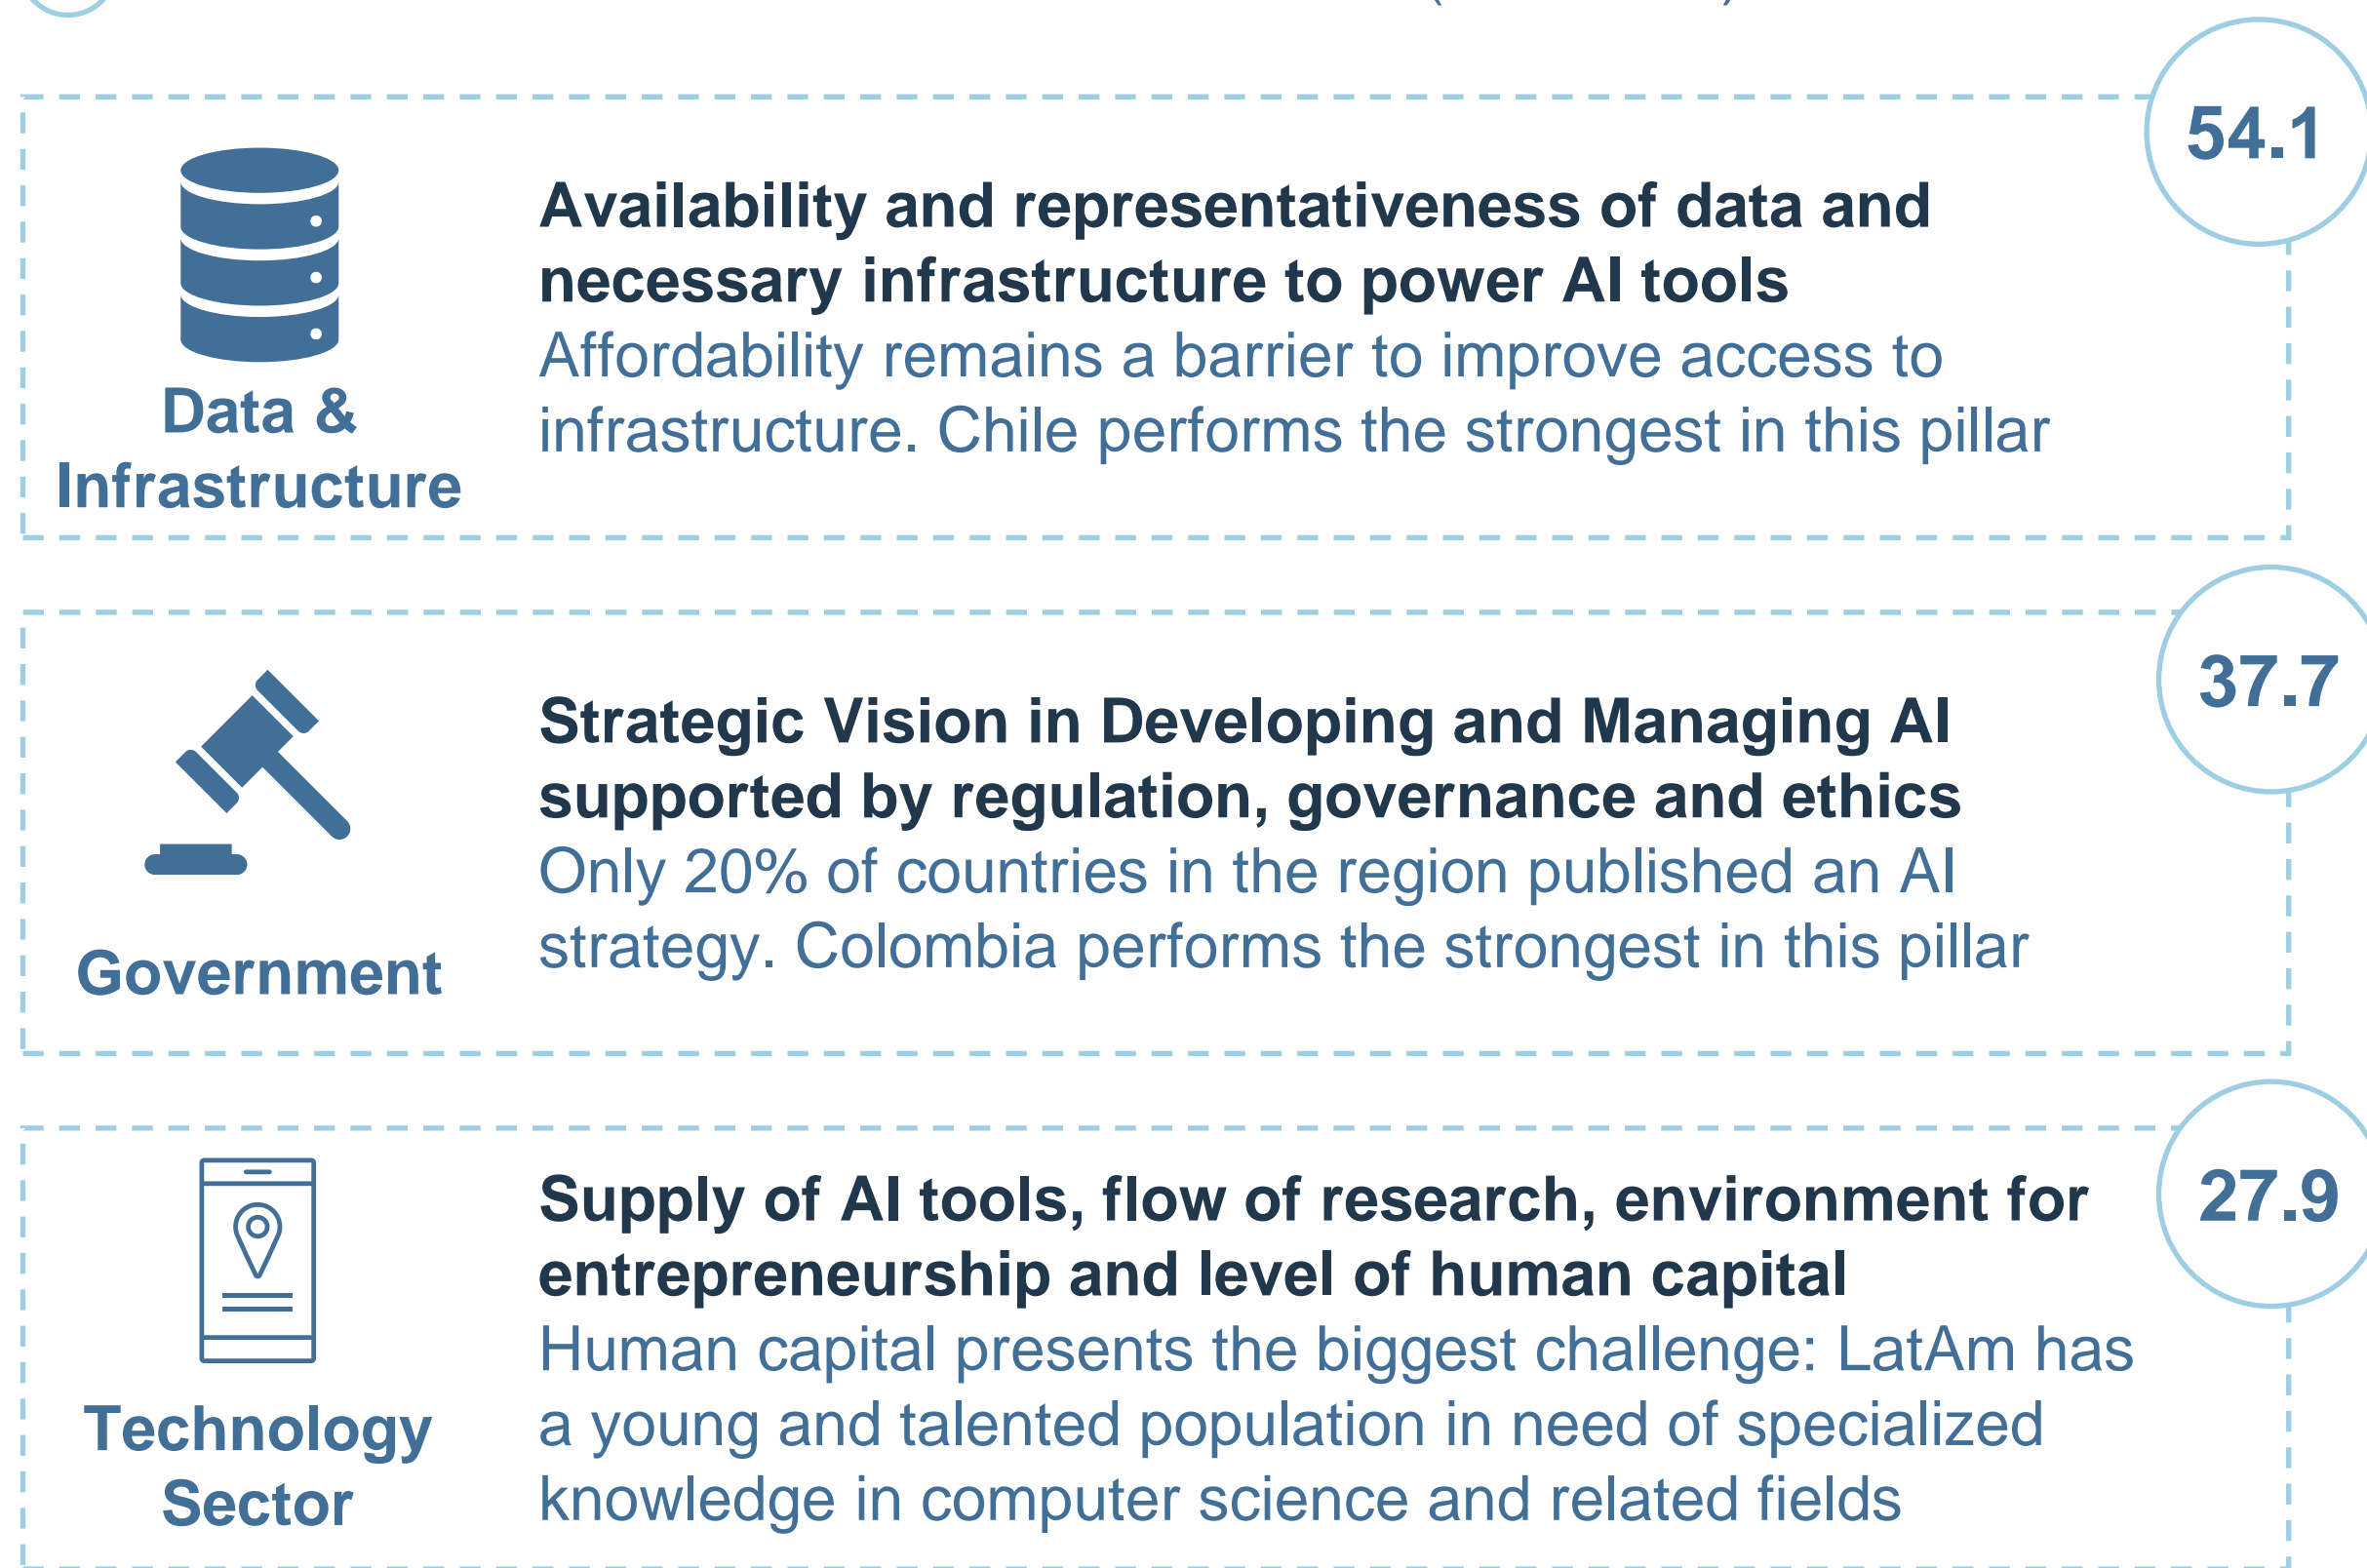 54.1
Availability and representativeness of data and
necessary infrastructure to power AI tools
Affordability remains a barrier to improve access to
infrastructure. Chile performs the strongest in this pillar
Data &
Infrastructure
37.7
Strategic Vision in Developing and Managing AI
supported by regulation, governance and ethics
Only 20% of countries in the region published an AI
strategy. Colombia performs the strongest in this pillar
Government
27.9
Supply of AI tools, flow of research, environment for
entrepreneurship and level of human capital
Human capital presents the biggest challenge: LatAm has
a young and talented population in need of specialized
knowledge in computer science and related fields
Technology
Sector